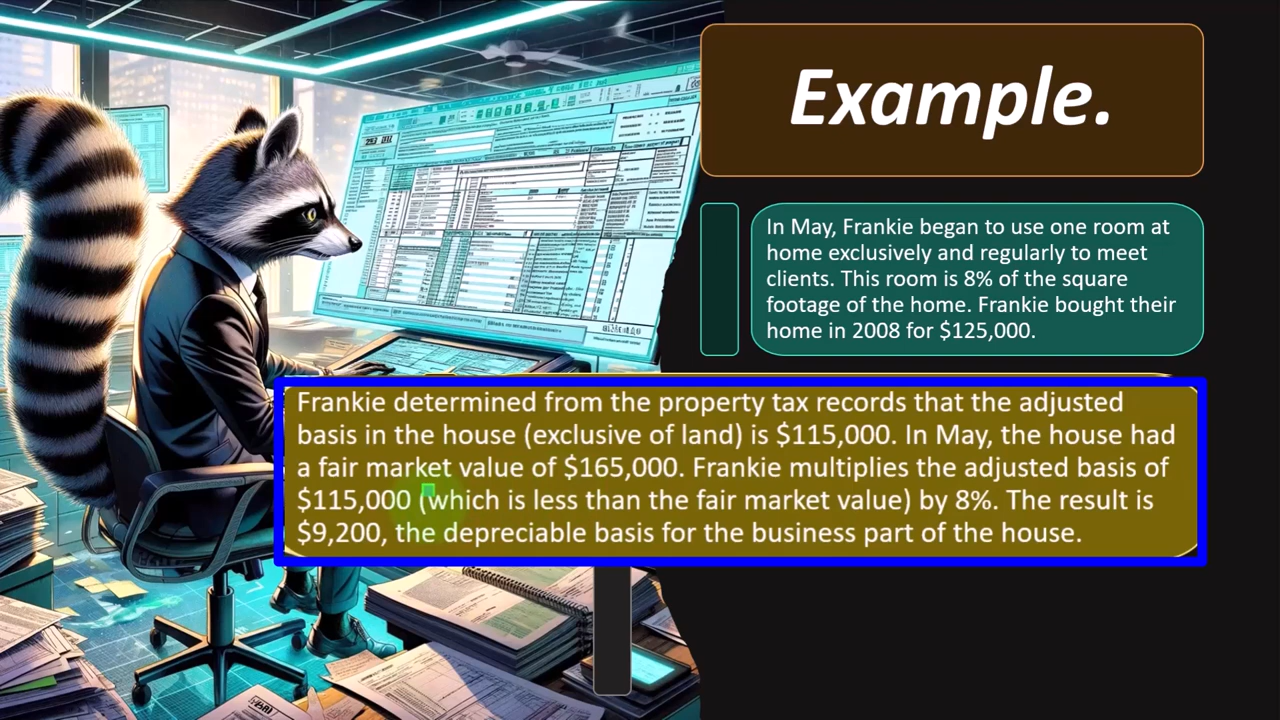 Example.
In May, Frankie began to use one room at
home exclusively and regularly to meet
clients. This room is 8% of the square
footage of the home. Frankie bought their
home in 2008 for $125,000.
Frankie determined from the property tax records that the adjusted
basis in the house (exclusive of land) is $115,000. In May, the house had
a fair market value of $165,000. Frankie multiplies the adjusted basis of
$115,000 (which is less than the fair market value) by 8%. The result is
$9,200, the depreciable basis for the business part of the house.